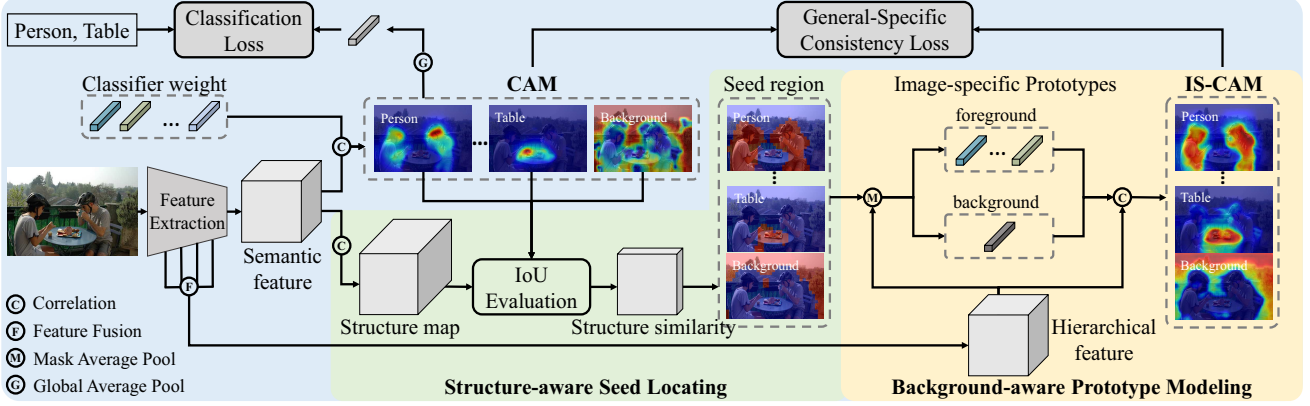 Person, Table
Classification
Loss
G
General-Specific
Consistency Loss
Classifier weight
...
C
CAM
Person
...
Table
Background
Seed region
Person
Table
Background
Image-specific Prototypes
foreground
...
background
M
C
IS-CAM
Person
Table
Background
Feature
Extraction
F
Semantic
feature
C
Structure map
IoU
Evaluation
Structure similarity
Hierarchical
feature
C Correlation
F Feature Fusion
M Mask Average Pool
G Global Average Pool
Structure-aware Seed Locating
Background-aware Prototype Modeling